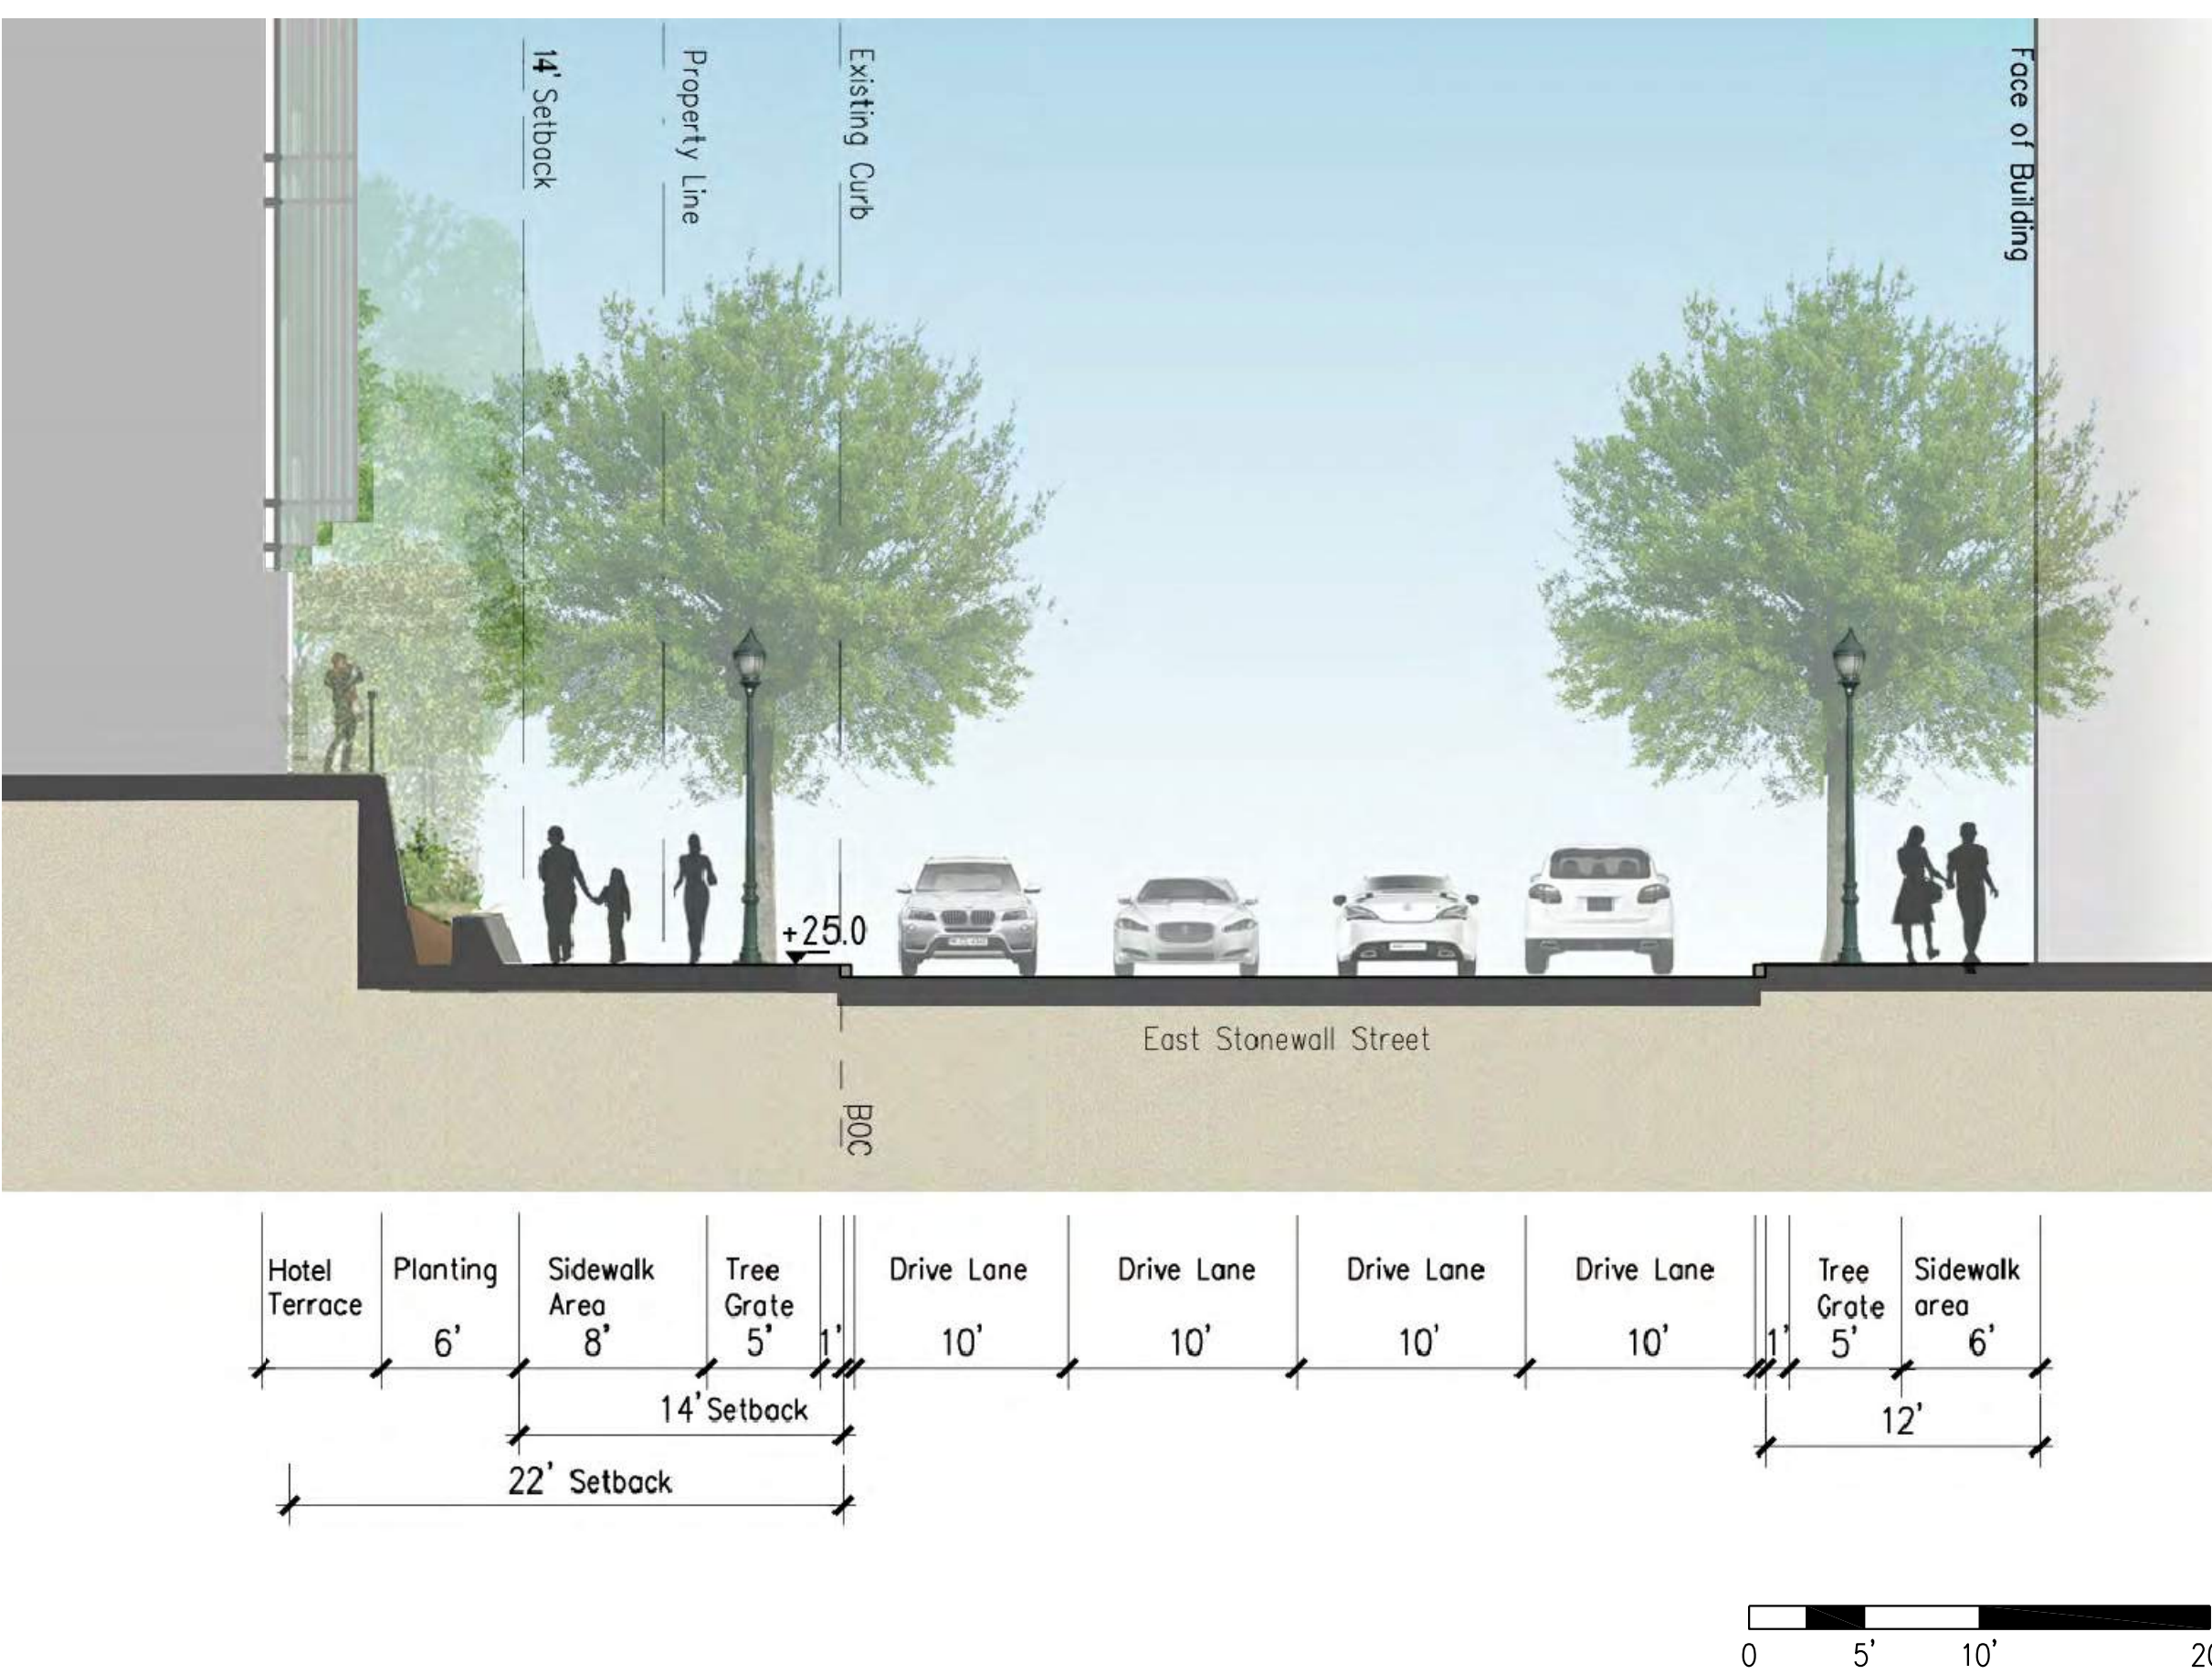 14' Setback
Property Line
Existing Curb
Face of Building
+25.0
East Stonewall Street
BOC
Hotel
Terrace
Planting
6'
Sidewalk
Area
8'
Tree
Grate
5'
1'
Drive Lane
10'
Drive Lane
10'
Drive Lane
10'
Drive Lane
10'
1'
Tree
Grate
5'
Sidewalk
area
6'
14' Setback
12'
22' Setback
0
5'
10'